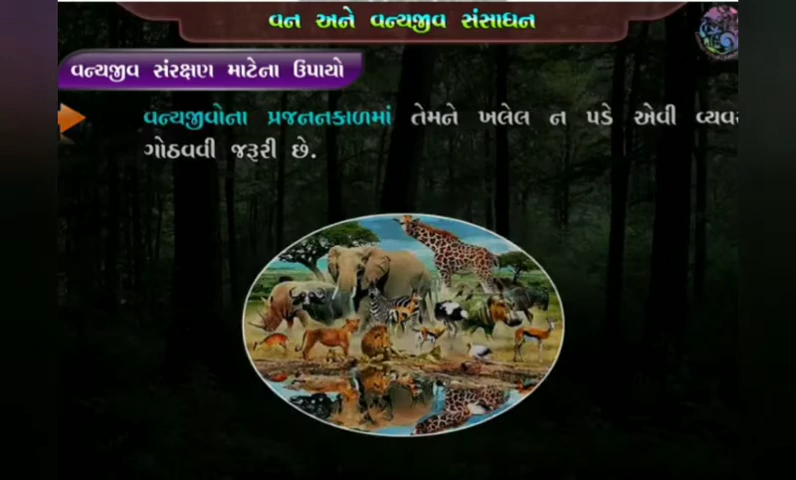 વન અને વન્યજીવ સંસાધન
વન્યજીવ સંરક્ષણ માટેના ઉપાયો
વન્યજીવોના પ્રજનનકાળમાં તેમને ખલેલ ન પડે એવી
ગોઠવવી જરૂરી છે.